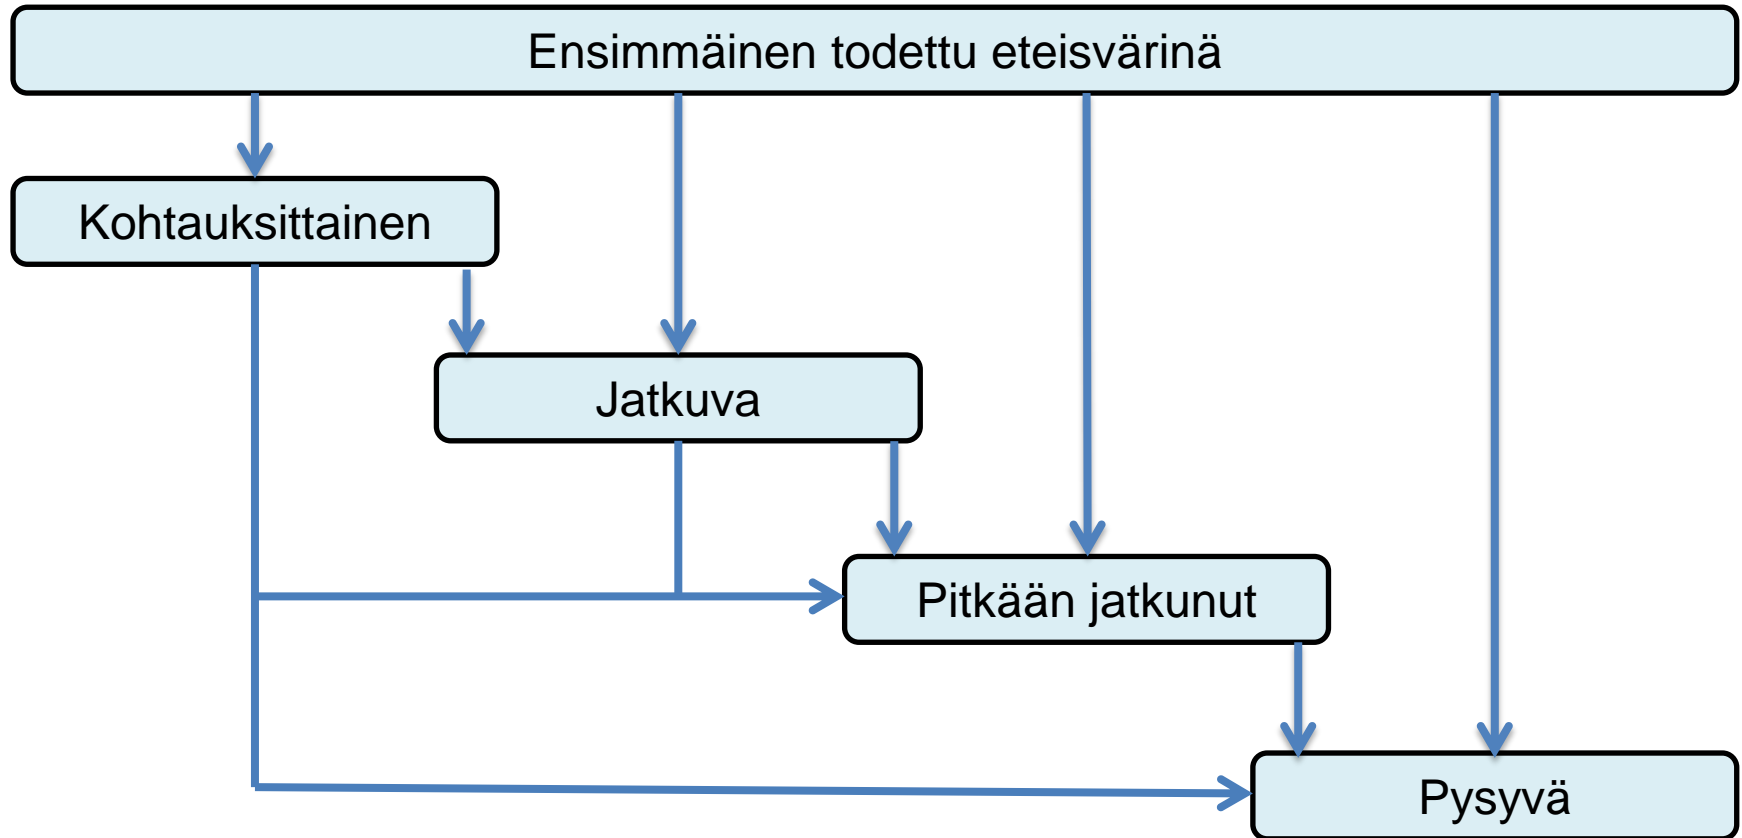 Ensimmäinen todettu eteisvärinä
Kohtauksittainen
Jatkuva
Pitkään jatkunut
Pysyvä